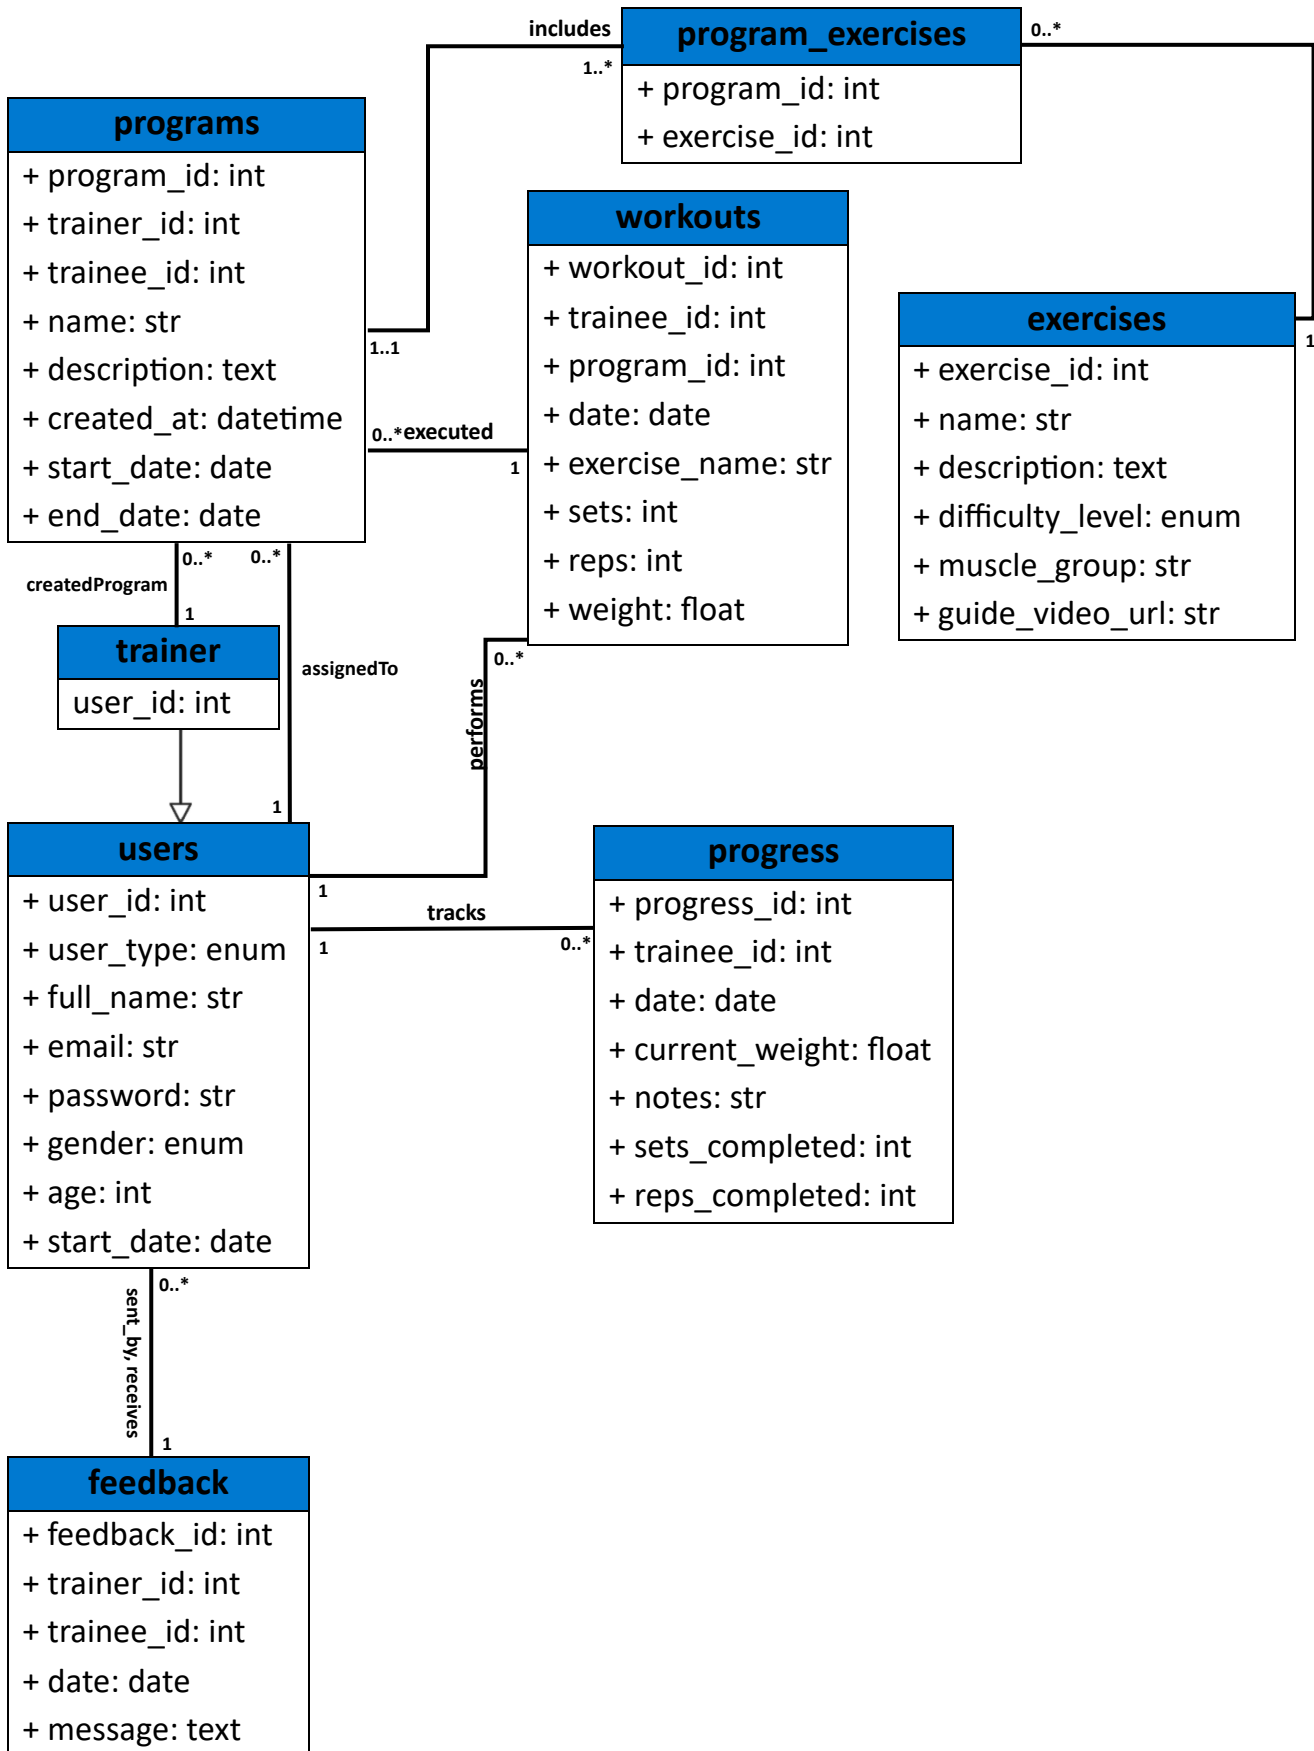 includes
program_exercises
0..*
1..*
+ program_id: int
+ exercise_id: int
programs
+ program_id: int
+ trainer_id: int
+ trainee_id: int
+ name: str
+ description: text
+ created_at: datetime
+ start_date: date
+ end_date: date
1..1
0..*
executed
1
workouts
+ workout_id: int
+ trainee_id: int
+ program_id: int
+ date: date
+ exercise_name: str
+ sets: int
+ reps: int
+ weight: float
exercises
1
+ exercise_id: int
+ name: str
+ description: text
+ difficulty_level: enum
+ muscle_group: str
+ guide_video_url: str
0..*
0..*
createdProgram
1
trainer
user_id: int
assignedTo
0..*
performs
1
users
+ user_id: int
+ user_type: enum
+ full_name: str
+ email: str
+ password: str
+ gender: enum
+ age: int
+ start_date: date
1
tracks
1
0..*
progress
+ progress_id: int
+ trainee_id: int
+ date: date
+ current_weight: float
+ notes: str
+ sets_completed: int
+ reps_completed: int
0..*
sent_by, receives
1
feedback
+ feedback_id: int
+ trainer_id: int
+ trainee_id: int
+ date: date
+ message: text